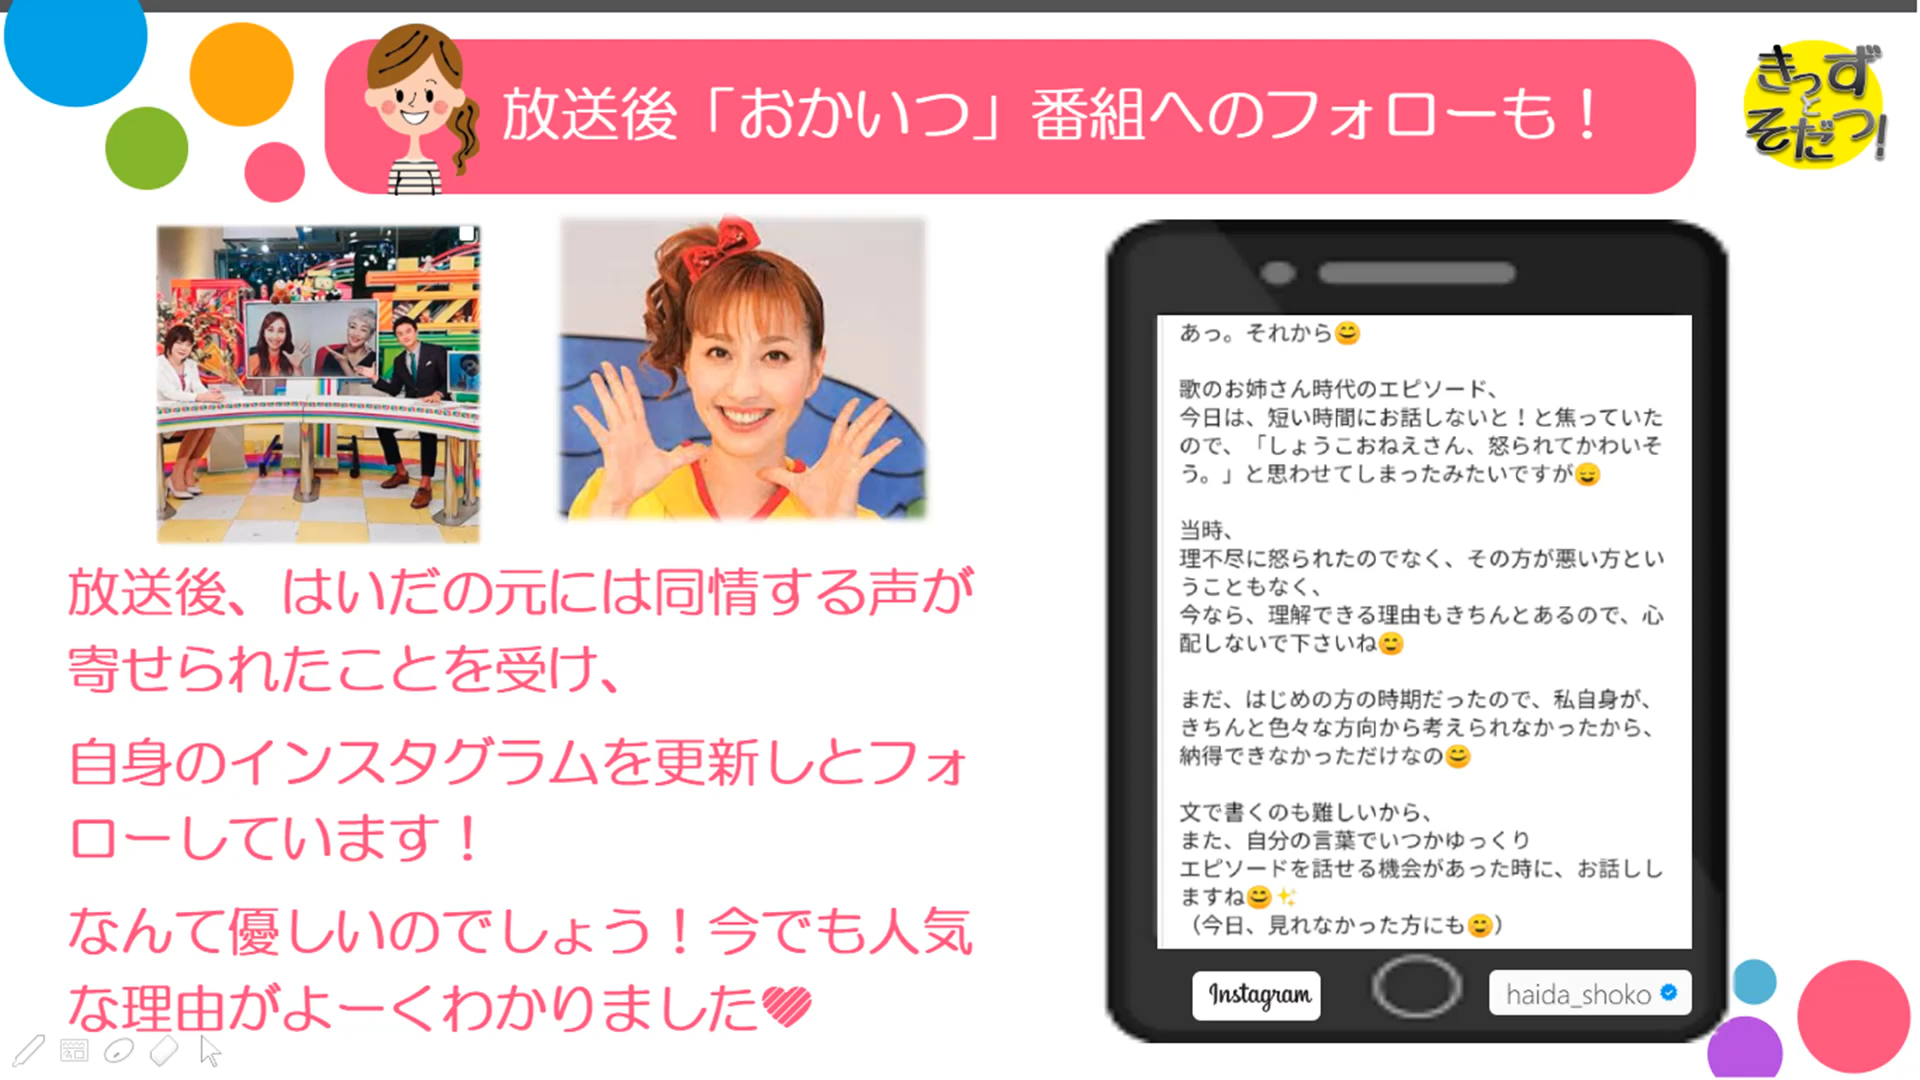 放送後「おかいつ」番組へのフォローも！
きっず
と
そだつ!
放送後、はいだの元には同情する声が
寄せられたことを受け、
自身のインスタグラムを更新しとフォ
ローしています！
なんて優しいのでしょう！今でも人気
な理由がよーくわかりました
あっ。それから😊
歌のお姉さん時代のエピソード、
今日は、短い時間にお話しないと！と焦っていた
ので、「しょうこおねえさん、怒られてかわいそ
う。」と思わせてしまったみたいですが😌
当時、
理不尽に怒られたのでなく、その方が悪い方とい
うこともなく、
今なら、理解できる理由もきちんとあるので、心
配しないで下さいね😊
まだ、はじめの方の時期だったので、私自身が、
きちんと色々な方向から考えられなかったから、
納得できなかっただけなの😊
文で書くのも難しいから、
また、自分の言葉でいつかゆっくり
エピソードを話せる機会があった時に、お話しし
ますね😊✨
（今日、見れなかった方にも😊）
Instagram
haida_shoko